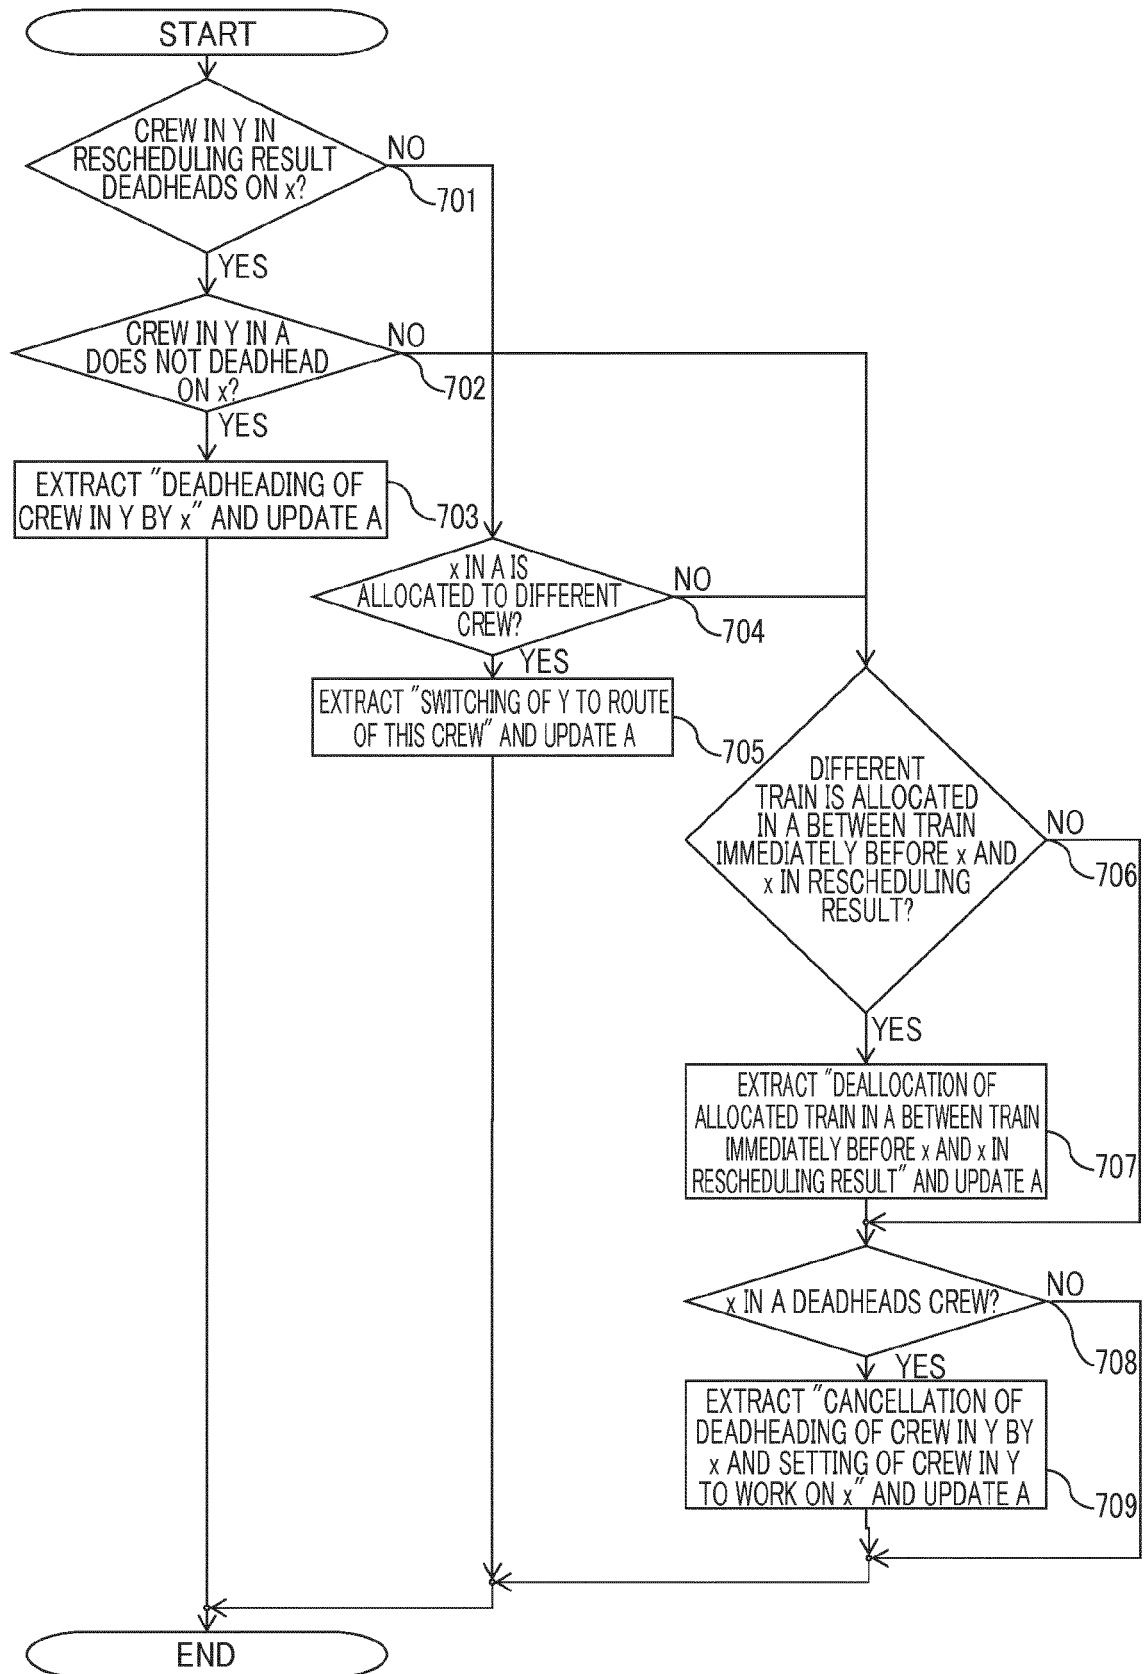 START
CREW IN Y IN
RESCHEDULING RESULT
DEADHEADS ON x?
NO
701
YES
CREW IN Y IN A
DOES NOT DEADHEAD
ON x?
NO
702
YES
EXTRACT "DEADHEADING OF
CREW IN Y BY x" AND UPDATE A
703
x IN A IS
ALLOCATED TO DIFFERENT
CREW?
NO
704
YES
EXTRACT "SWITCHING OF Y TO ROUTE
OF THIS CREW" AND UPDATE A
705
DIFFERENT
TRAIN IS ALLOCATED
IN A BETWEEN TRAIN
IMMEDIATELY BEFORE x AND
x IN RESCHEDULING
RESULT?
NO
706
YES
EXTRACT "DEALLOCATION OF
ALLOCATED TRAIN IN A BETWEEN TRAIN
IMMEDIATELY BEFORE x AND x IN
RESCHEDULING RESULT" AND UPDATE A
707
x IN A DEADHEADS CREW?
NO
708
YES
EXTRACT "CANCELLATION OF
DEADHEADING OF CREW IN Y BY
x AND SETTING OF CREW IN Y
TO WORK ON x" AND UPDATE A
709
END